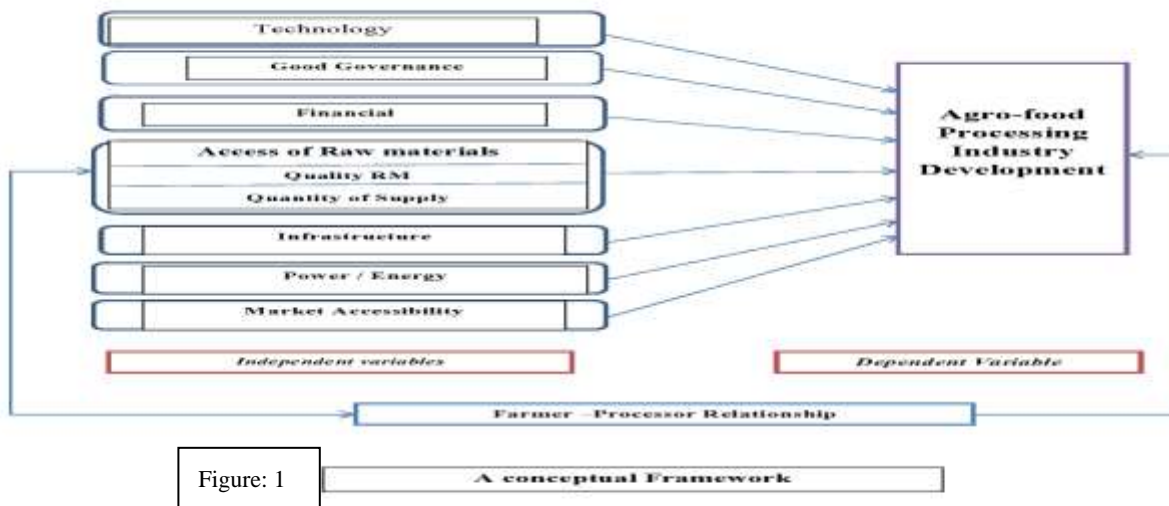 Technology
Good Governance
Financial
Access of Raw materials
Quality RM
Quantity of Supply
Infrastructure
Power / Energy
Market Accessibility
Agro-food
Processing
Industry
Development
Independent variables
Dependent Variable
Farmer –Processor Relationship
Figure: 1
A conceptual Framework